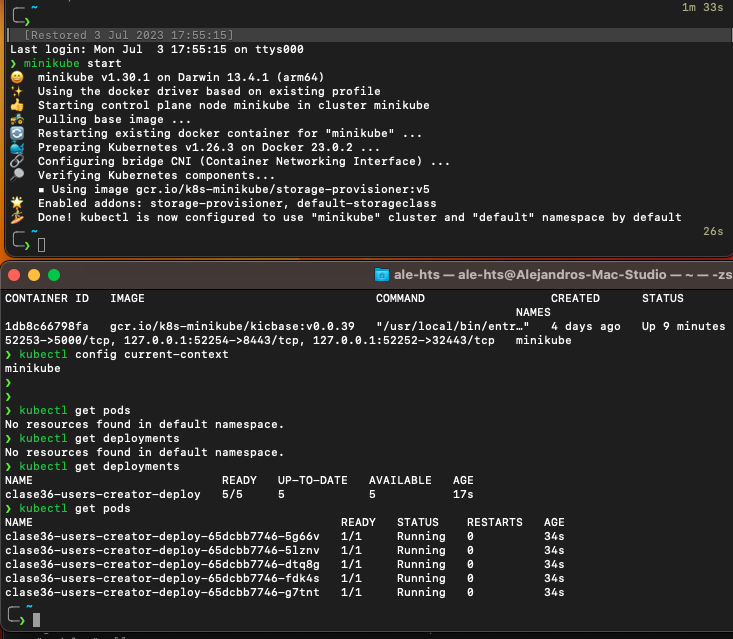 ~
1m 33s
❯
[Restored 3 Jul 2023 17:55:15]
Last login: Mon Jul  3 17:55:15 on ttys000
❯ minikube start
😄  minikube v1.30.1 on Darwin 13.4.1 (arm64)
✨  Using the docker driver based on existing profile
👍  Starting control plane node minikube in cluster minikube
🚜  Pulling base image ...
🔄  Restarting existing docker container for "minikube" ...
🐳  Preparing Kubernetes v1.26.3 on Docker 23.0.2 ...
🔗  Configuring bridge CNI (Container Networking Interface) ...
🔎  Verifying Kubernetes components...
▪ Using image gcr.io/k8s-minikube/storage-provisioner:v5
🌟  Enabled addons: storage-provisioner, default-storageclass
🏄  Done! kubectl is now configured to use "minikube" cluster and "default" namespace by default
~
26s
❯
ale-hts — ale-hts@Alejandros-Mac-Studio — ~ — -zs
CONTAINER ID   IMAGE   COMMAND   CREATED   STATUS
NAMES
1db8c66798fa   gcr.io/k8s-minikube/kicbase:v0.0.39   "/usr/local/bin/entr…"   4 days ago   Up 9 minutes
52253->5000/tcp, 127.0.0.1:52254->8443/tcp, 127.0.0.1:52252->32443/tcp   minikube
❯ kubectl config current-context
minikube
❯
❯
❯ kubectl get pods
No resources found in default namespace.
❯ kubectl get deployments
No resources found in default namespace.
❯ kubectl get deployments
NAME   READY   UP-TO-DATE   AVAILABLE   AGE
clase36-users-creator-deploy   5/5   5   5   17s
❯ kubectl get pods
NAME   READY   STATUS   RESTARTS   AGE
clase36-users-creator-deploy-65dcbb7746-5g66v   1/1   Running   0   34s
clase36-users-creator-deploy-65dcbb7746-5lznv   1/1   Running   0   34s
clase36-users-creator-deploy-65dcbb7746-dtq8g   1/1   Running   0   34s
clase36-users-creator-deploy-65dcbb7746-fdk4s   1/1   Running   0   34s
clase36-users-creator-deploy-65dcbb7746-g7tnt   1/1   Running   0   34s
~
❯